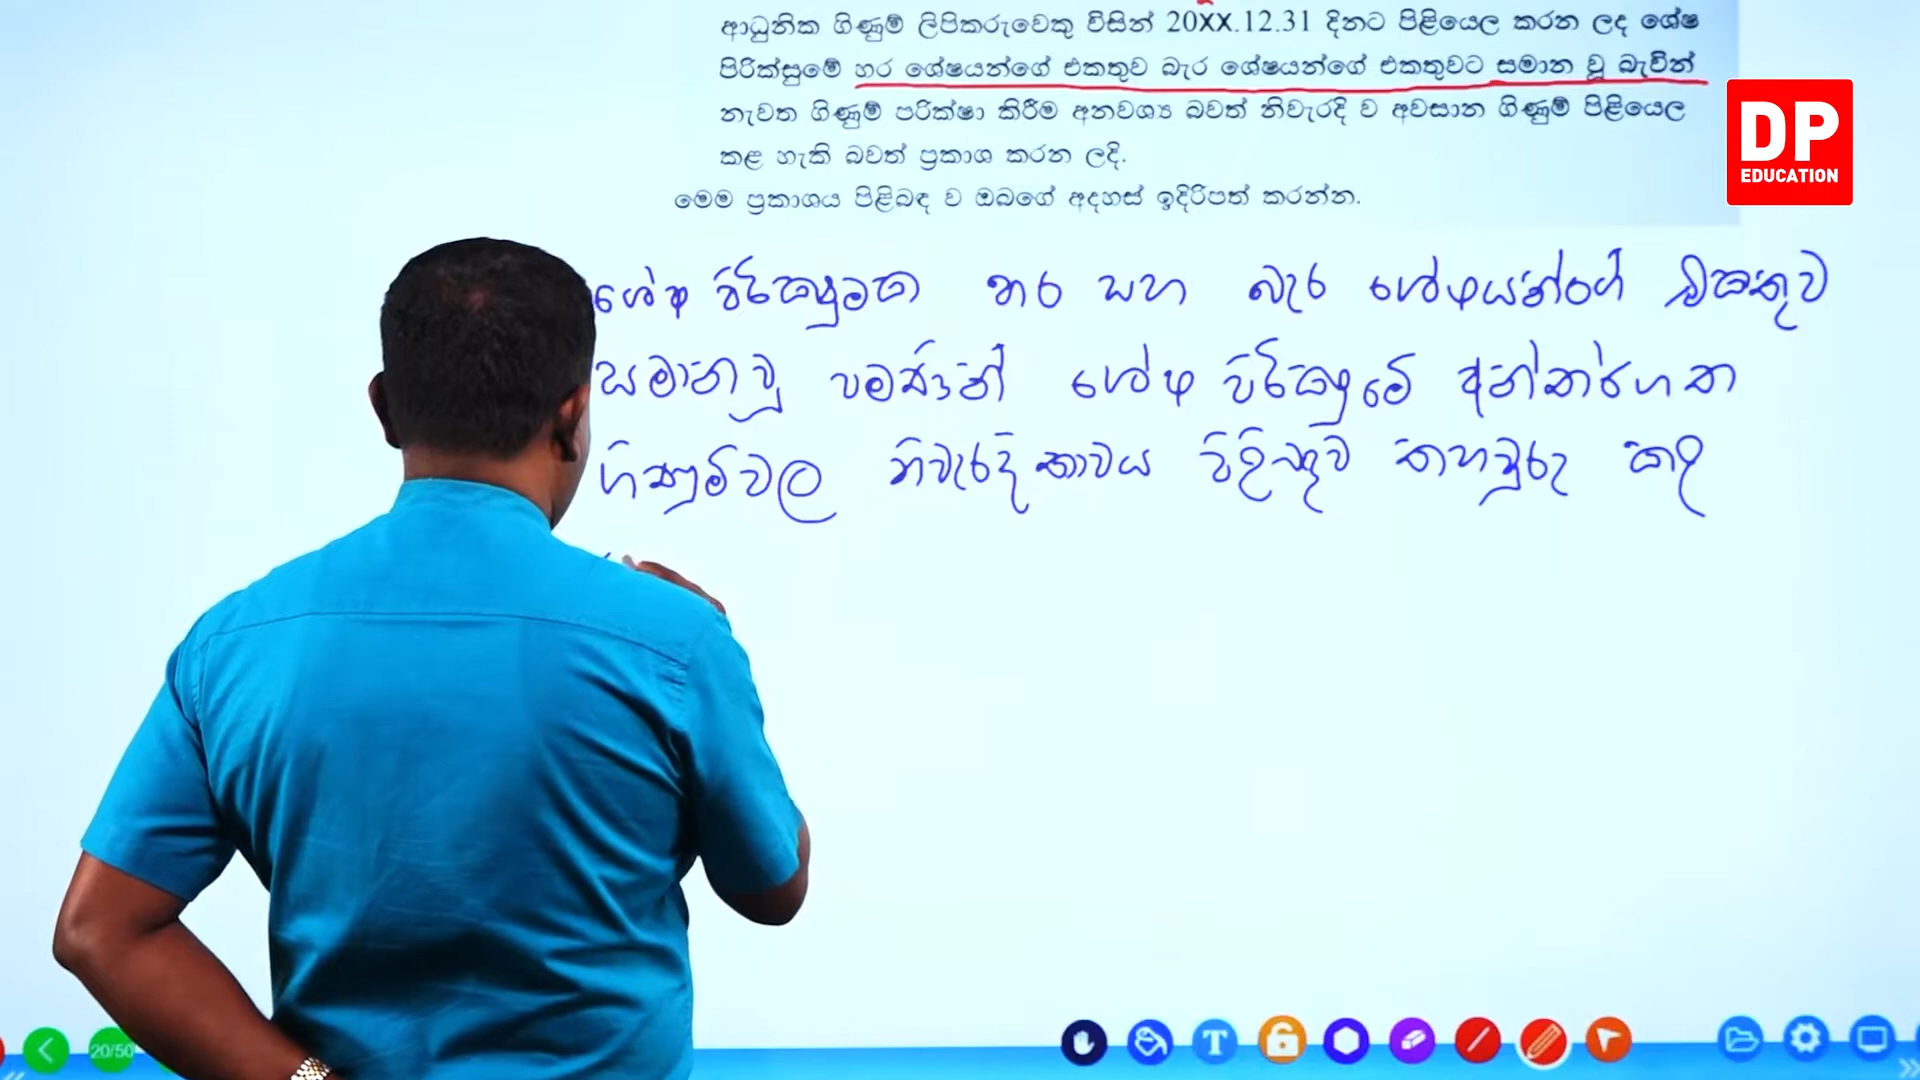 ආධුනික ගිණුම් ලිපිකරුවෙකු විසින් 20XX.12.31 දිනට පිළියෙල කරන ලද ශේෂ
පිරික්සුමේ හර ශේෂයන්ගේ එකතුව බැර ශේෂයන්ගේ එකතුවට සමාන වූ බැවින්
නැවත ගිණුම් පරික්ෂා කිරීම අනවශ්‍ය බවත් නිවැරදි ව අවසාන ගිණුම් පිළියෙල
කළ හැකි බවත් ප්‍රකාශ කරන ලදි.
මෙම ප්‍රකාශය පිළිබඳ ව ඔබගේ අදහස් ඉදිරිපත් කරන්න.
DP
EDUCATION
ශේෂ පිරික්සුමක හර සහ බැර ශේෂයන්ගේ එකතුව
සමාන වූ පමණින් ශේෂ පිරික්සුමේ අන්තර්ගත
ගිණුම්වල නිවැරදි තාවය පිළිබඳව තහවුරු කළ
20/50
T